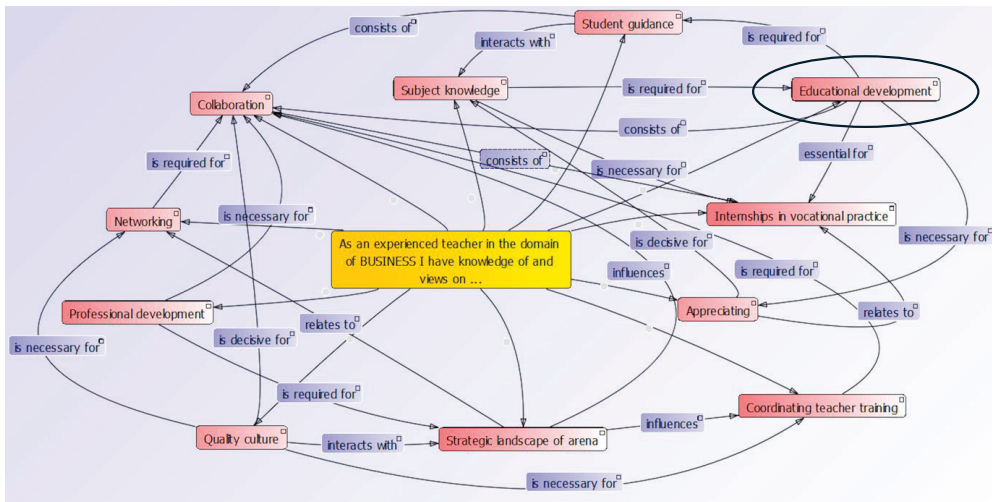 Student guidance
consists of
is required for
interacts with
Subject knowledge
is required for
Educational development
Collaboration
consists of
is required for
consists of
essential for
is necessary for
Networking
is necessary for
Internships in vocational practice
As an experienced teacher in the domain
of BUSINESS I have knowledge of and
views on ...
is decisive for
is necessary for
influences
is required for
Professional development
relates to
Appreciating
relates to
is necessary for
is decisive for
is required for
Coordinating teacher training
Quality culture
interacts with
Strategic landscape of arena
influences
is necessary for